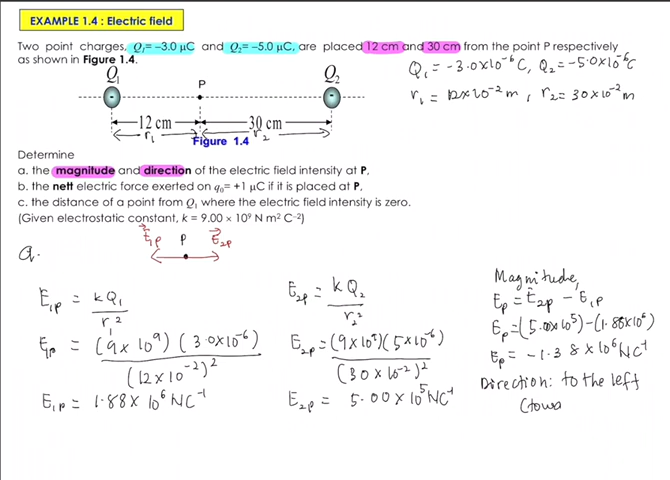 EXAMPLE 1.4 : Electric field
Two point charges, Q₁= –3.0 μC and Q₂= –5.0 μC, are placed 12 cm and 30 cm from the point P respectively
as shown in Figure 1.4.
Q₁ = -3.0×10⁻⁶C, Q₂ = -5.0×10⁻⁶C
r₁ = 12×10⁻² m, r₂ = 30×10⁻² m
Q₁ P Q₂
12 cm 30 cm
r₁ r₂
Figure 1.4
Determine
a. the magnitude and direction of the electric field intensity at P,
b. the nett electric force exerted on q₀= +1 μC if it is placed at P,
c. the distance of a point from Q₁ where the electric field intensity is zero.
(Given electrostatic constant, k = 9.00 × 10⁹ N m² C⁻²)
E₁p P E₂p
a.
E₁p = kQ₁ / r₁²
E₁p = (9×10⁹)(3.0×10⁻⁶) / (12×10⁻²)²
E₁p = 1.88×10⁶ NC⁻¹
E₂p = kQ₂ / r₂²
E₂p = (9×10⁹)(5×10⁻⁶) / (30×10⁻²)²
E₂p = 5.00×10⁵ NC⁻¹
Magnitude,
Ep = E₂p − E₁p
Ep = (5.00×10⁵) − (1.88×10⁶)
Ep = −1.38×10⁶ NC⁻¹
Direction: to the left
(towa